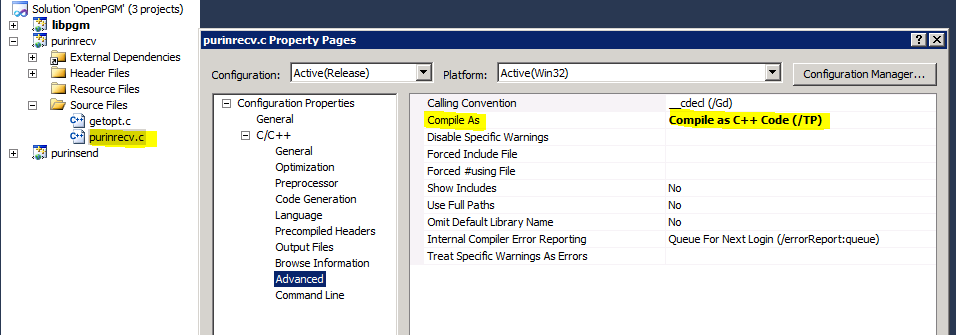 Solution 'OpenPGM' (3 projects)
libpgm
purinrecv
External Dependencies
Header Files
Resource Files
Source Files
getopt.c
purinrecv.c
purinsend
purinrecv.c Property Pages
Configuration: Active(Release) Platform: Active(Win32) Configuration Manager...
Configuration Properties
General
C/C++
General
Optimization
Preprocessor
Code Generation
Language
Precompiled Headers
Output Files
Browse Information
Advanced
Command Line
Calling Convention __cdecl (/Gd)
Compile As Compile as C++ Code (/TP)
Disable Specific Warnings
Forced Include File
Forced #using File
Show Includes No
Use Full Paths No
Omit Default Library Name No
Internal Compiler Error Reporting Queue For Next Login (/errorReport:queue)
Treat Specific Warnings As Errors